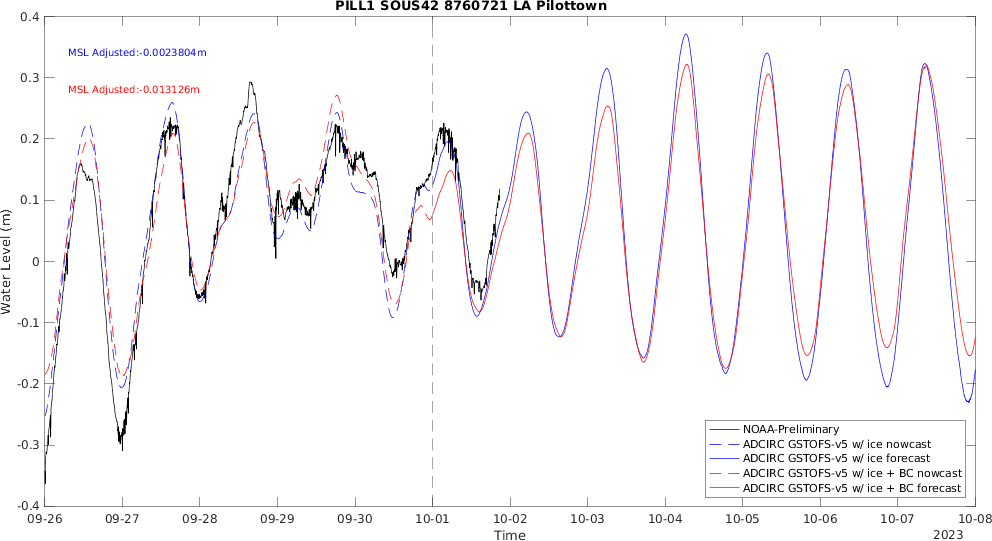 PILL1 SOUS42 8760721 LA Pilottown
0.4
0.3
0.2
0.1
0
-0.1
-0.2
-0.3
-0.4
Water Level (m)
MSL Adjusted:-0.0023804m
MSL Adjusted:-0.013126m
NOAA-Preliminary
ADCIRC GSTOFS-v5 w/ ice nowcast
ADCIRC GSTOFS-v5 w/ ice forecast
ADCIRC GSTOFS-v5 w/ ice + BC nowcast
ADCIRC GSTOFS-v5 w/ ice + BC forecast
09-26 09-27 09-28 09-29 09-30 10-01 10-02 10-03 10-04 10-05 10-06 10-07 10-08
Time
2023